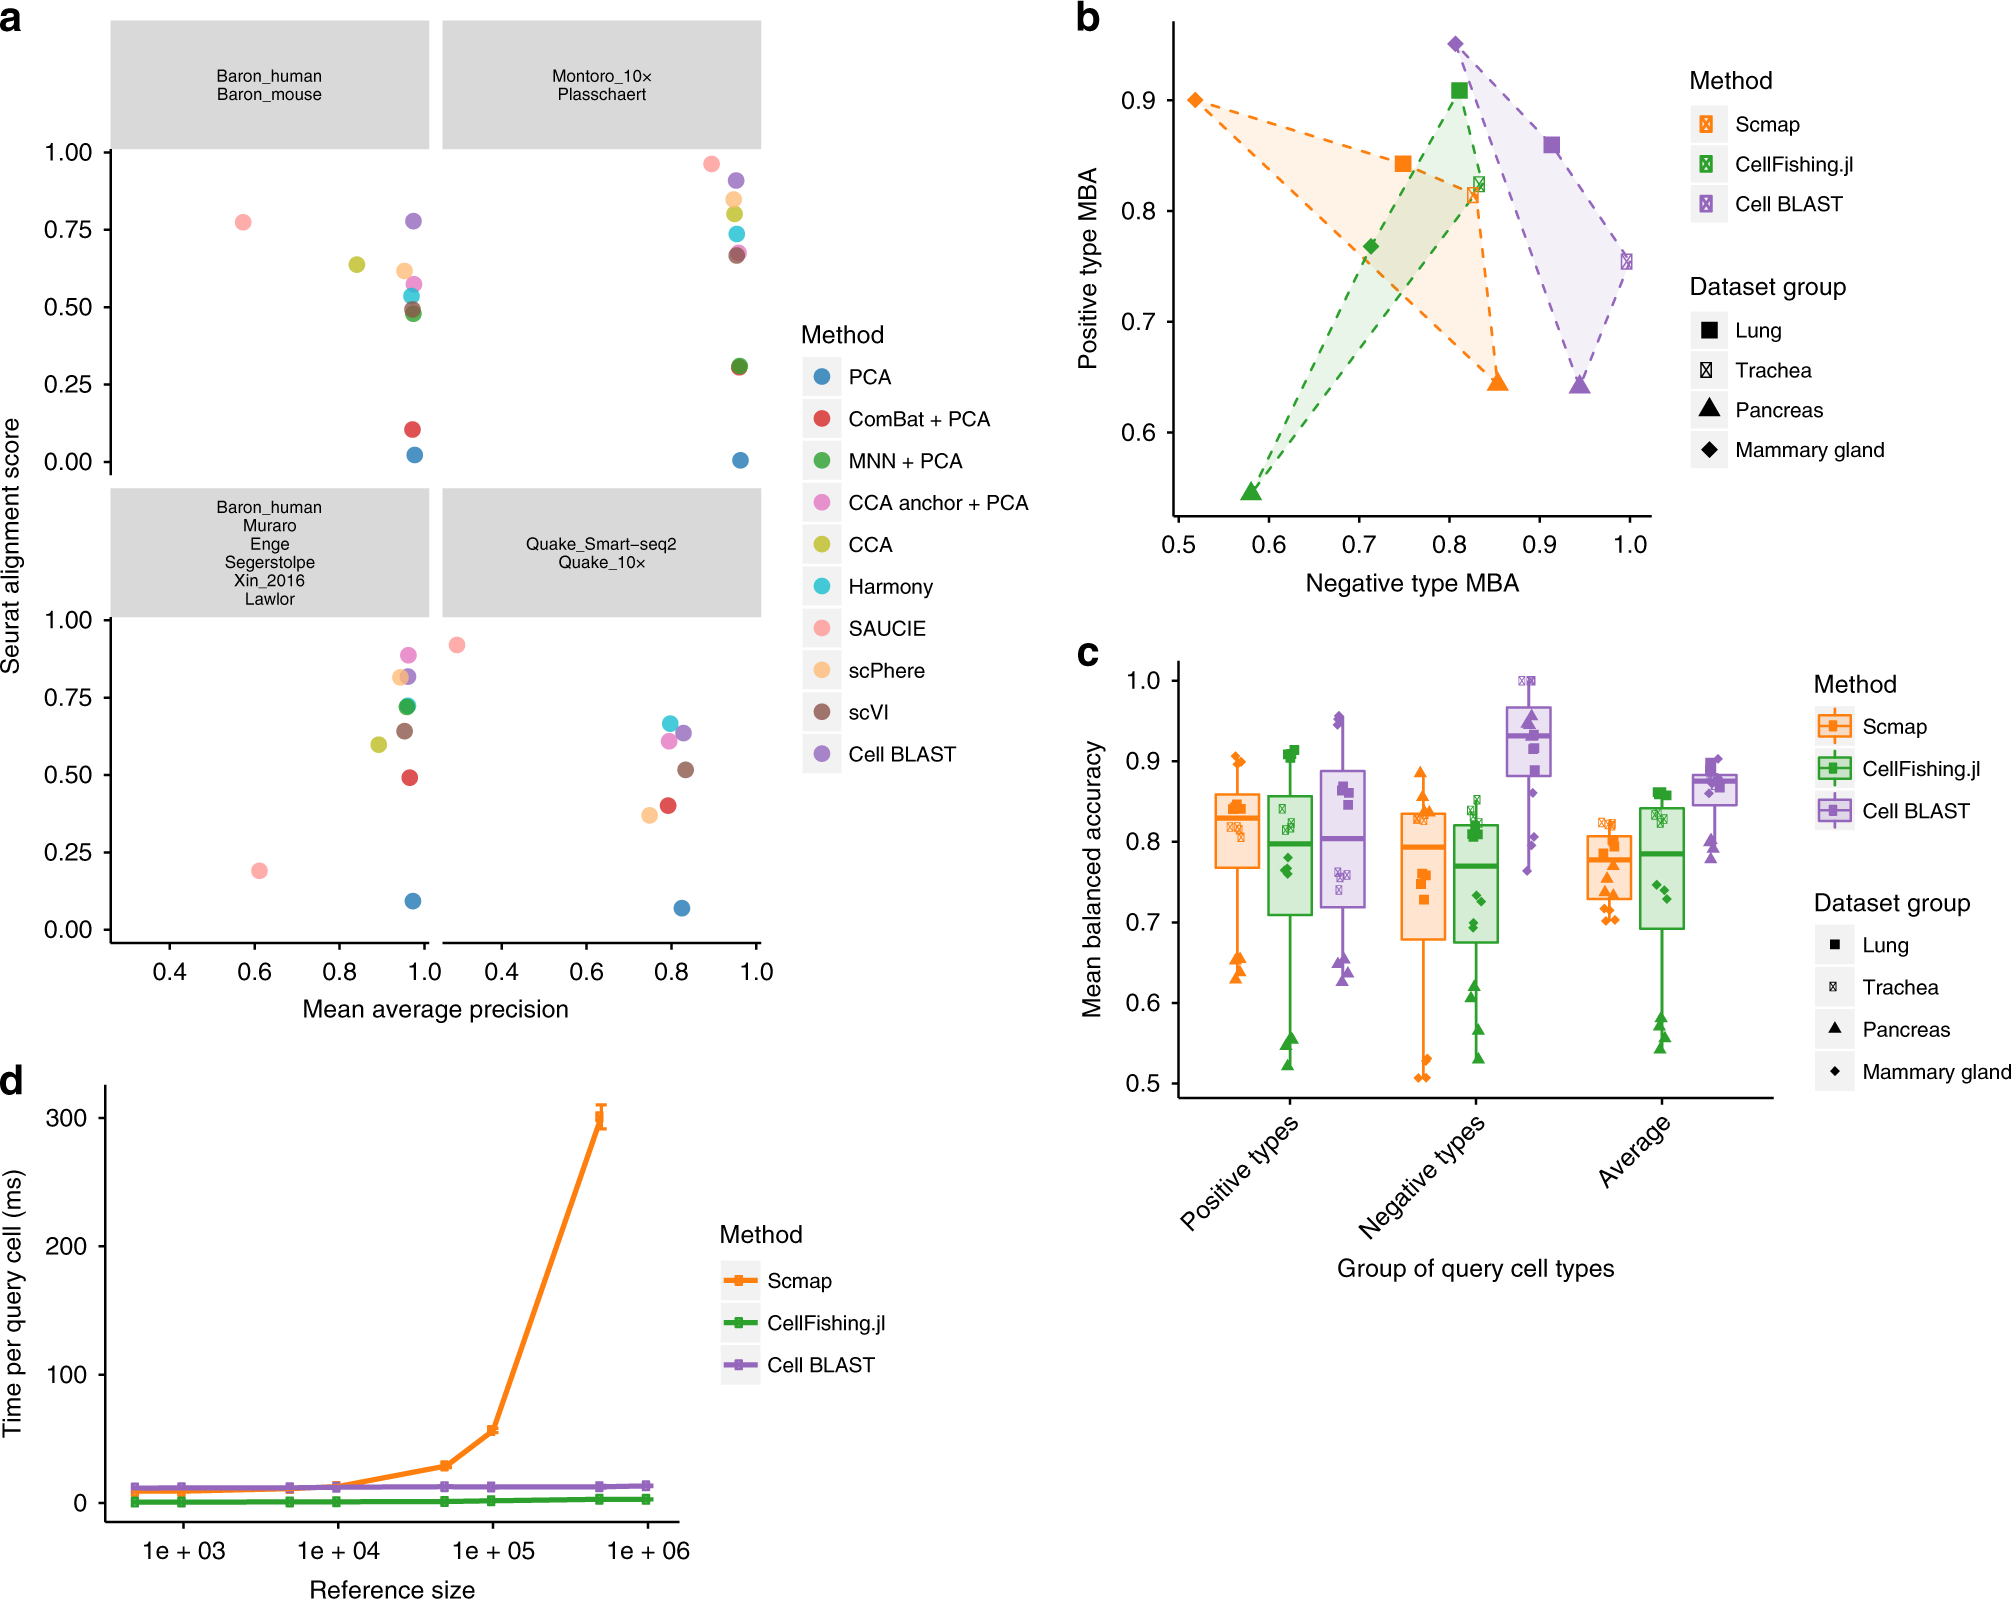 a
Baron_human
Baron_mouse
Montoro_10×
Plasschaert
1.00
0.75
0.50
0.25
0.00
Baron_human
Muraro
Enge
Segerstolpe
Xin_2016
Lawlor
Quake_Smart–seq2
Quake_10×
1.00
0.75
0.50
0.25
0.00
0.4 0.6 0.8 1.0 0.4 0.6 0.8 1.0
Mean average precision
Seurat alignment score
Method
PCA
ComBat + PCA
MNN + PCA
CCA anchor + PCA
CCA
Harmony
SAUCIE
scPhere
scVI
Cell BLAST
b
0.9
0.8
0.7
0.6
0.5 0.6 0.7 0.8 0.9 1.0
Negative type MBA
Positive type MBA
Method
Scmap
CellFishing.jl
Cell BLAST
Dataset group
Lung
Trachea
Pancreas
Mammary gland
c
1.0
0.9
0.8
0.7
0.6
0.5
Mean balanced accuracy
Positive types
Negative types
Average
Group of query cell types
Method
Scmap
CellFishing.jl
Cell BLAST
Dataset group
Lung
Trachea
Pancreas
Mammary gland
d
300
200
100
0
Time per query cell (ms)
1e + 03 1e + 04 1e + 05 1e + 06
Reference size
Method
Scmap
CellFishing.jl
Cell BLAST